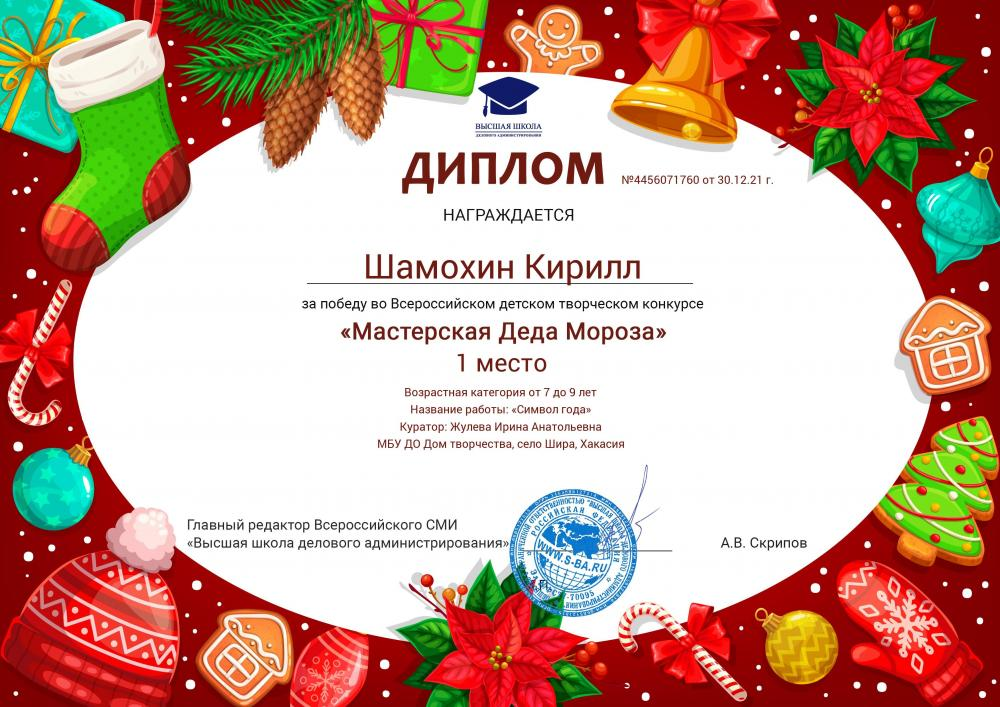 ВЫСШАЯ ШКОЛА
ДЕЛОВОГО АДМИНИСТРИРОВАНИЯ
ДИПЛОМ
№4456071760 от 30.12.21 г.
НАГРАЖДАЕТСЯ
Шамохин Кирилл
за победу во Всероссийском детском творческом конкурсе
«Мастерская Деда Мороза»
1 место
Возрастная категория от 7 до 9 лет
Название работы: «Символ года»
Куратор: Жулева Ирина Анатольевна
МБУ ДО Дом творчества, село Шира, Хакасия
Главный редактор Всероссийского СМИ
«Высшая школа делового администрирования»
РОССИЙСКАЯ ФЕДЕРАЦИЯ
WWW.S-BA.RU
А.В. Скрипов